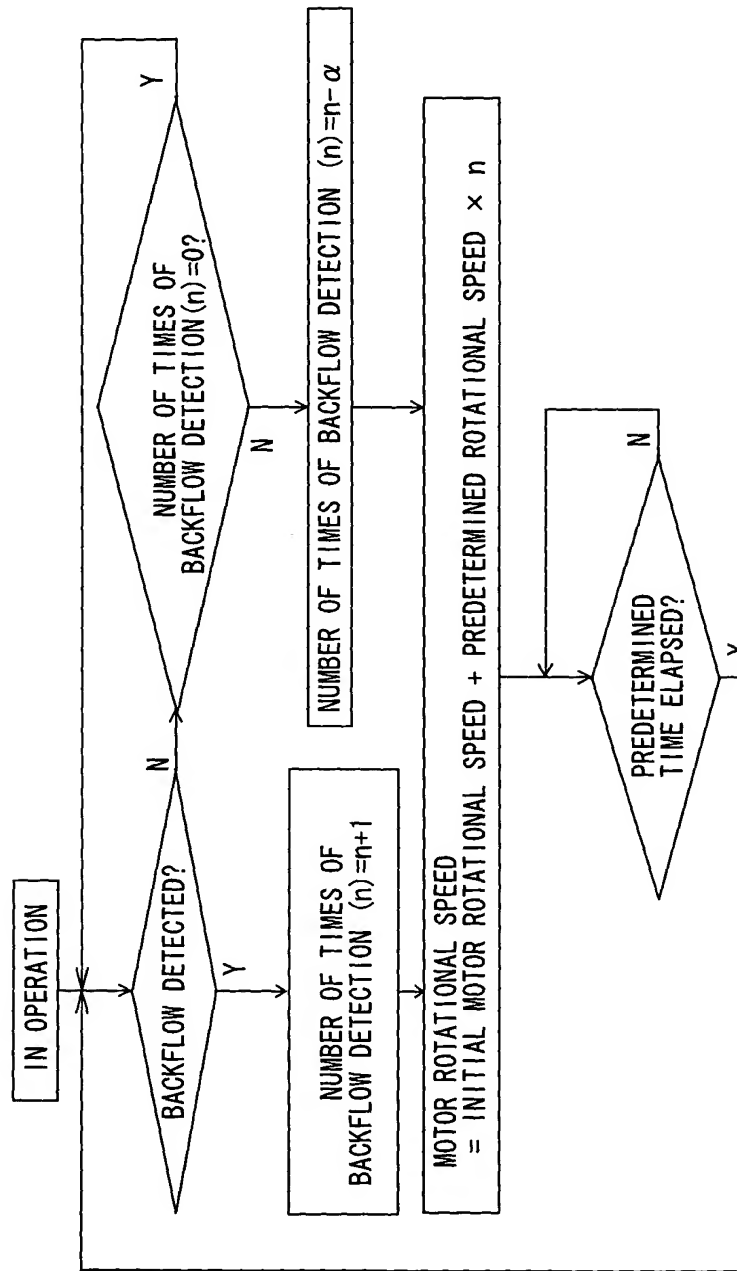 IN OPERATION
BACKFLOW DETECTED?
N
Y
NUMBER OF TIMES OF
BACKFLOW DETECTION(n)=0?
Y
N
NUMBER OF TIMES OF
BACKFLOW DETECTION (n)=n+1
NUMBER OF TIMES OF BACKFLOW DETECTION (n)=n-α
MOTOR ROTATIONAL SPEED
= INITIAL MOTOR ROTATIONAL SPEED + PREDETERMINED ROTATIONAL SPEED × n
PREDETERMINED
TIME ELAPSED?
N
Y